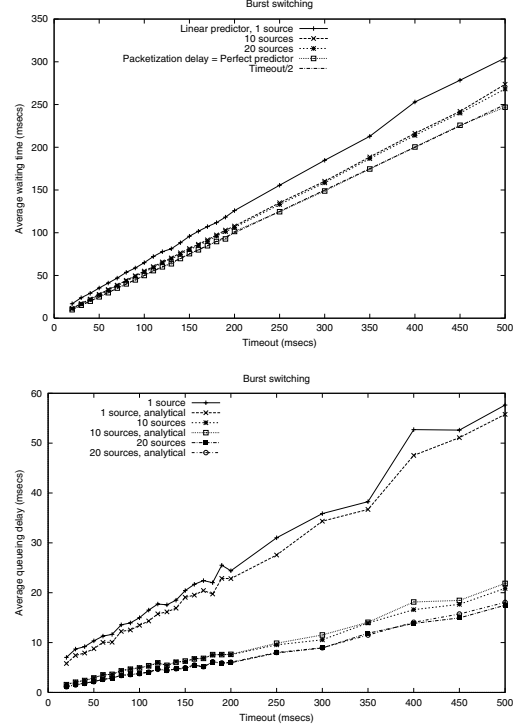 Burst switching
Average waiting time (msecs)
350
300
250
200
150
100
50
0
Linear predictor, 1 source
10 sources
20 sources
Packetization delay = Perfect predictor
Timeout/2
0 50 100 150 200 250 300 350 400 450 500
Timeout (msecs)
Burst switching
Average queueing delay (msecs)
60
50
40
30
20
10
0
1 source
1 source, analytical
10 sources
10 sources, analytical
20 sources
20 sources, analytical
0 50 100 150 200 250 300 350 400 450 500
Timeout (msecs)